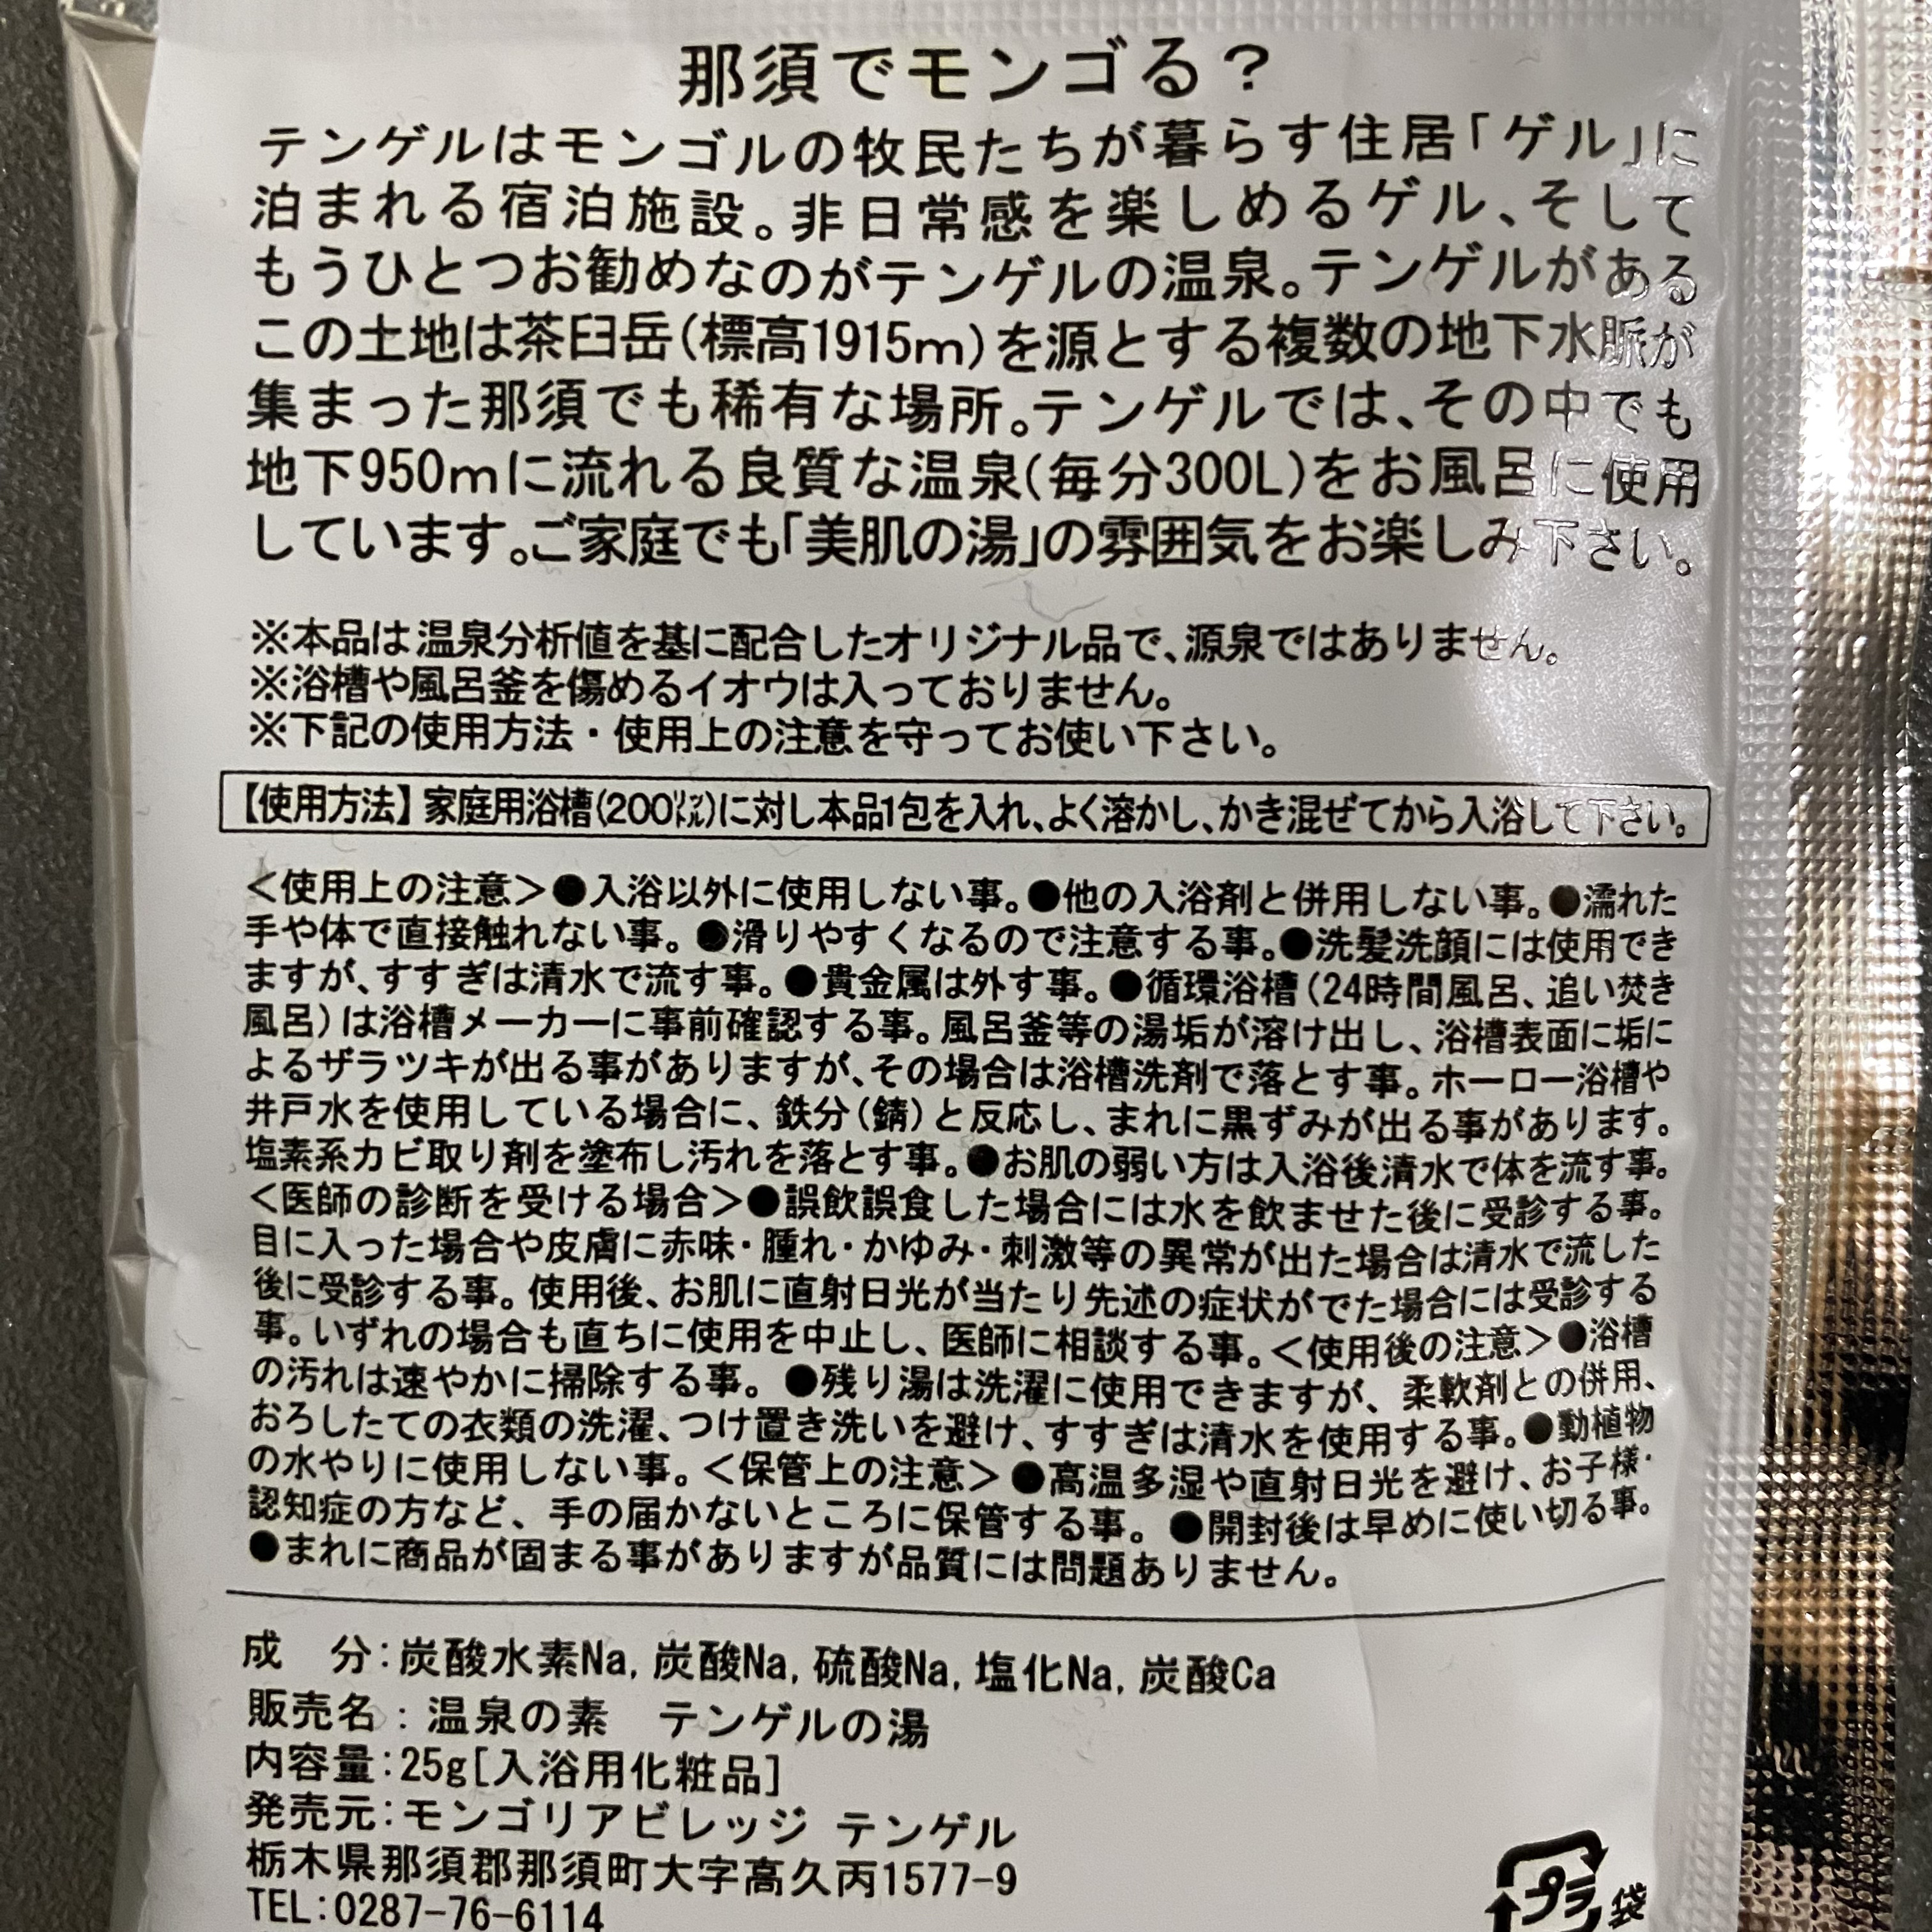 那須でモンゴる？
テンゲルはモンゴルの牧民たちが暮らす住居「ゲル」に
泊まれる宿泊施設。非日常感を楽しめるゲル、そして
もうひとつお勧めなのがテンゲルの温泉。テンゲルがある
この土地は茶臼岳(標高1915m)を源とする複数の地下水脈が
集まった那須でも稀有な場所。テンゲルでは、その中でも
地下950mに流れる良質な温泉(毎分300L)をお風呂に使用
しています。ご家庭でも「美肌の湯」の雰囲気をお楽しみ下さい。
※本品は温泉分析値を基に配合したオリジナル品で、源泉ではありません。
※浴槽や風呂釜を傷めるイオウは入っておりません。
※下記の使用方法・使用上の注意を守ってお使い下さい。
【使用方法】家庭用浴槽(200㍑)に対し本品1包を入れ、よく溶かし、かき混ぜてから入浴して下さい。
＜使用上の注意＞●入浴以外に使用しない事。●他の入浴剤と併用しない事。●濡れた
手や体で直接触れない事。●滑りやすくなるので注意する事。●洗髪洗顔には使用でき
ますが、すすぎは清水で流す事。●貴金属は外す事。●循環浴槽(24時間風呂、追い焚き
風呂)は浴槽メーカーに事前確認する事。風呂釜等の湯垢が溶け出し、浴槽表面に垢に
よるザラツキが出る事がありますが、その場合は浴槽洗剤で落とす事。ホーロー浴槽や
井戸水を使用している場合に、鉄分(錆)と反応し、まれに黒ずみが出る事があります。
塩素系カビ取り剤を塗布し汚れを落とす事。●お肌の弱い方は入浴後清水で体を流す事。
＜医師の診断を受ける場合＞●誤飲誤食した場合には水を飲ませた後に受診する事。
目に入った場合や皮膚に赤味・腫れ・かゆみ・刺激等の異常が出た場合は清水で流した
後に受診する事。使用後、お肌に直射日光が当たり先述の症状がでた場合には受診する
事。いずれの場合も直ちに使用を中止し、医師に相談する事。＜使用後の注意＞●浴槽
の汚れは速やかに掃除する事。●残り湯は洗濯に使用できますが、柔軟剤との併用、
おろしたての衣類の洗濯、つけ置き洗いを避け、すすぎは清水を使用する事。●動植物
の水やりに使用しない事。＜保管上の注意＞●高温多湿や直射日光を避け、お子様・
認知症の方など、手の届かないところに保管する事。●開封後は早めに使い切る事。
●まれに商品が固まる事がありますが品質には問題ありません。
成　分:炭酸水素Na, 炭酸Na, 硫酸Na, 塩化Na, 炭酸Ca
販売名:温泉の素　テンゲルの湯
内容量:25g[入浴用化粧品]
発売元:モンゴリアビレッジ テンゲル
栃木県那須郡那須町大字高久丙1577-9
TEL:0287-76-6114
プラ 袋